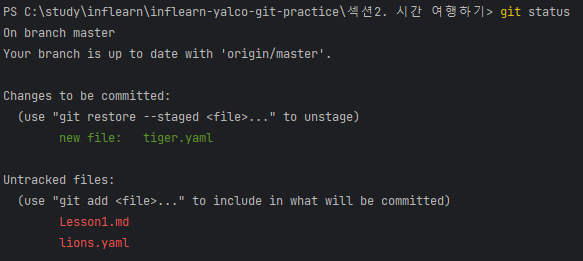 PS C:\study\inflearn\inflearn-yalco-git-practice\섹션2. 시간 여행하기> git status
On branch master
Your branch is up to date with 'origin/master'.
Changes to be committed:
(use "git restore --staged <file>..." to unstage)
new file:   tiger.yaml
Untracked files:
(use "git add <file>..." to include in what will be committed)
Lesson1.md
lions.yaml